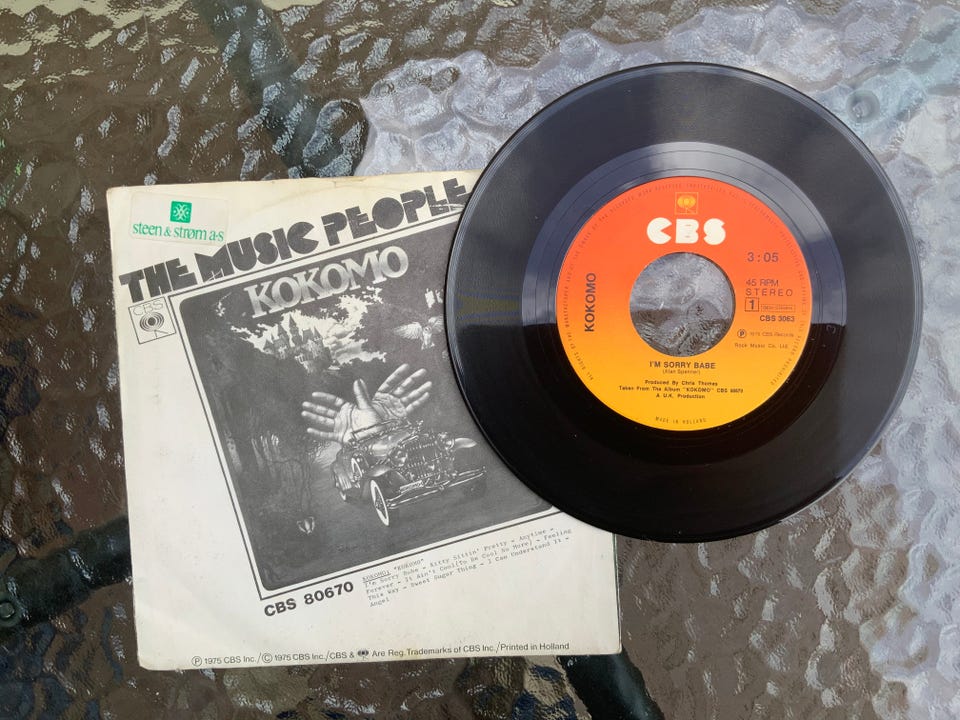 steen & strøm a·s
THE MUSIC PEOPLE
CBS
KOKOMO
CBS 80670
KOKOMO: "KOKOMO"
I'm Sorry Babe - Kitty Sittin' Pretty - Anytime -
Forever - It Ain't Cool(To Be Cool No More) - Feeling
This Way - Sweet Sugar Thing - I Can Understand It -
Angel
Ⓟ 1975 CBS Inc./Ⓒ 1975 CBS Inc./CBS & Are Reg. Trademarks of CBS Inc./Printed in Holland
CBS
3:05
45 RPM
STEREO
1
CBS 3063
Ⓟ 1975 CBS Records
Rock Music Co. Ltd.
KOKOMO
I'M SORRY BABE
(Alan Spenner)
Produced By Chris Thomas
Taken From The Album "KOKOMO" CBS 80670
A U.K. Production
MADE IN HOLLAND